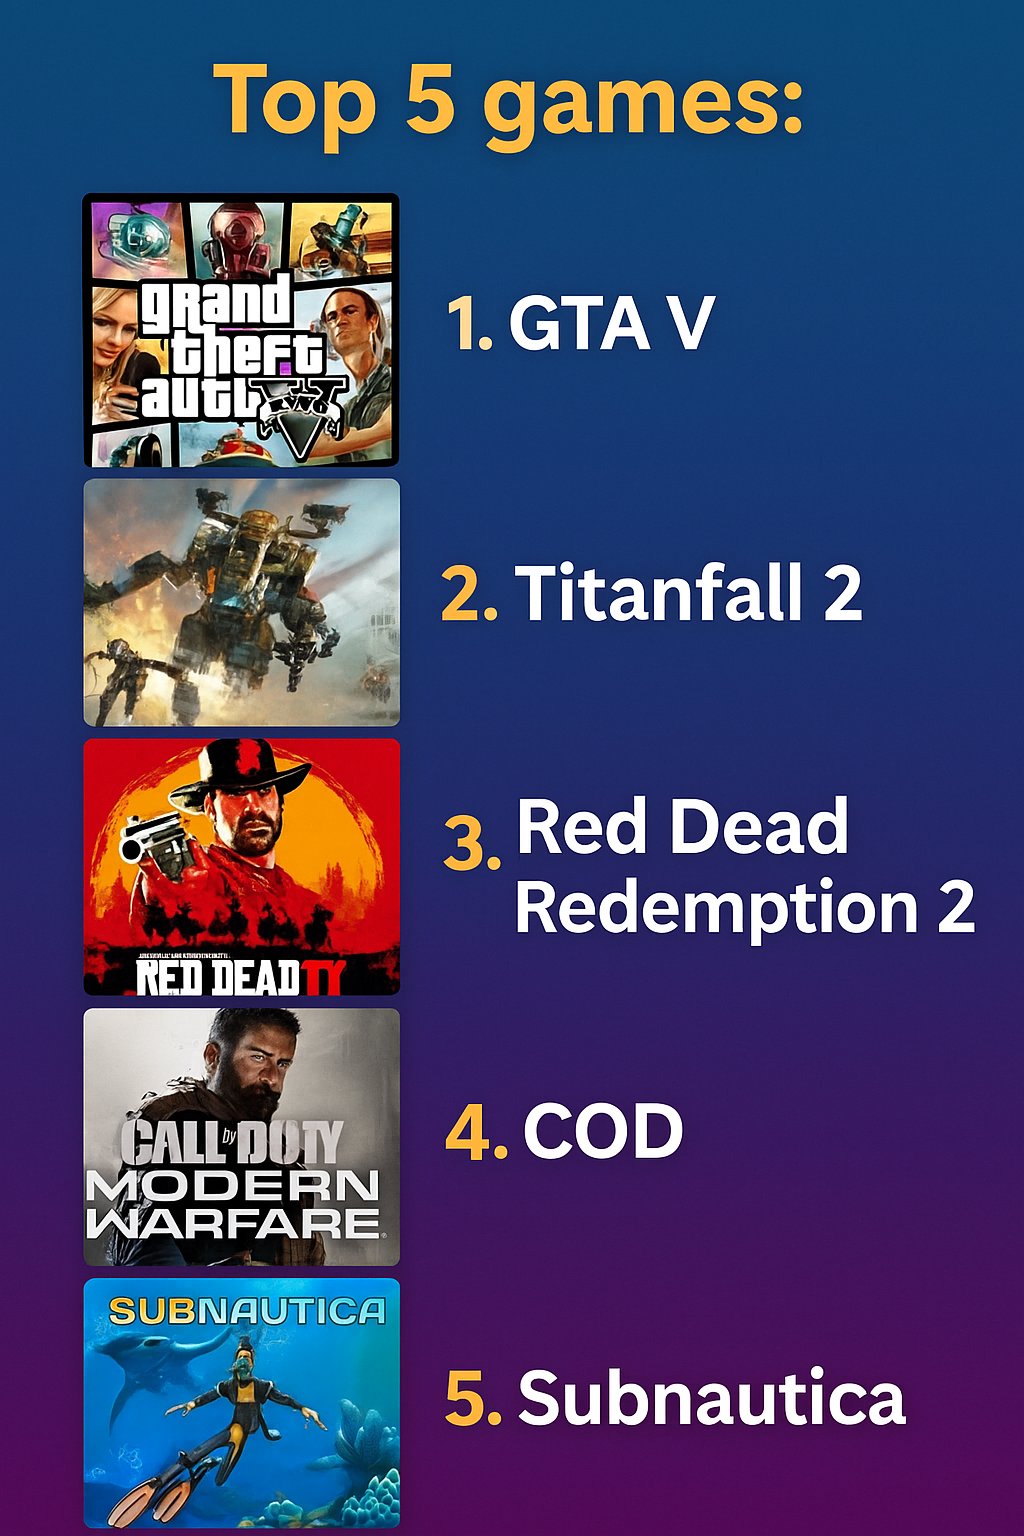 Top 5 games:
grand
theft
1. GTA V
2. Titanfall 2
3. Red Dead
Redemption 2
RED DEAD
4. COD
CALL by DUTY
MODERN
WARFARE
SUBNAUTICA
5. Subnautica